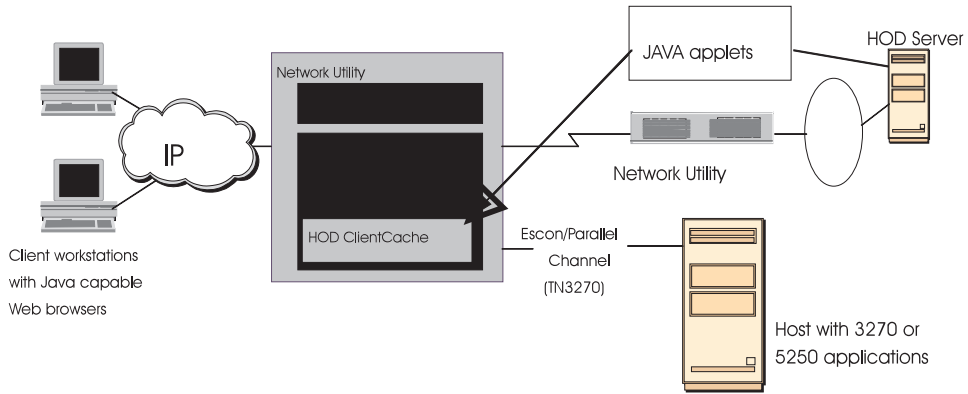 HOD Server
JAVA applets
Network Utility
IP
Network Utility
HOD ClientCache
Escon/Parallel
Channel
(TN3270)
Client workstations
with Java capable
Web browsers
Host with 3270 or
5250 applications